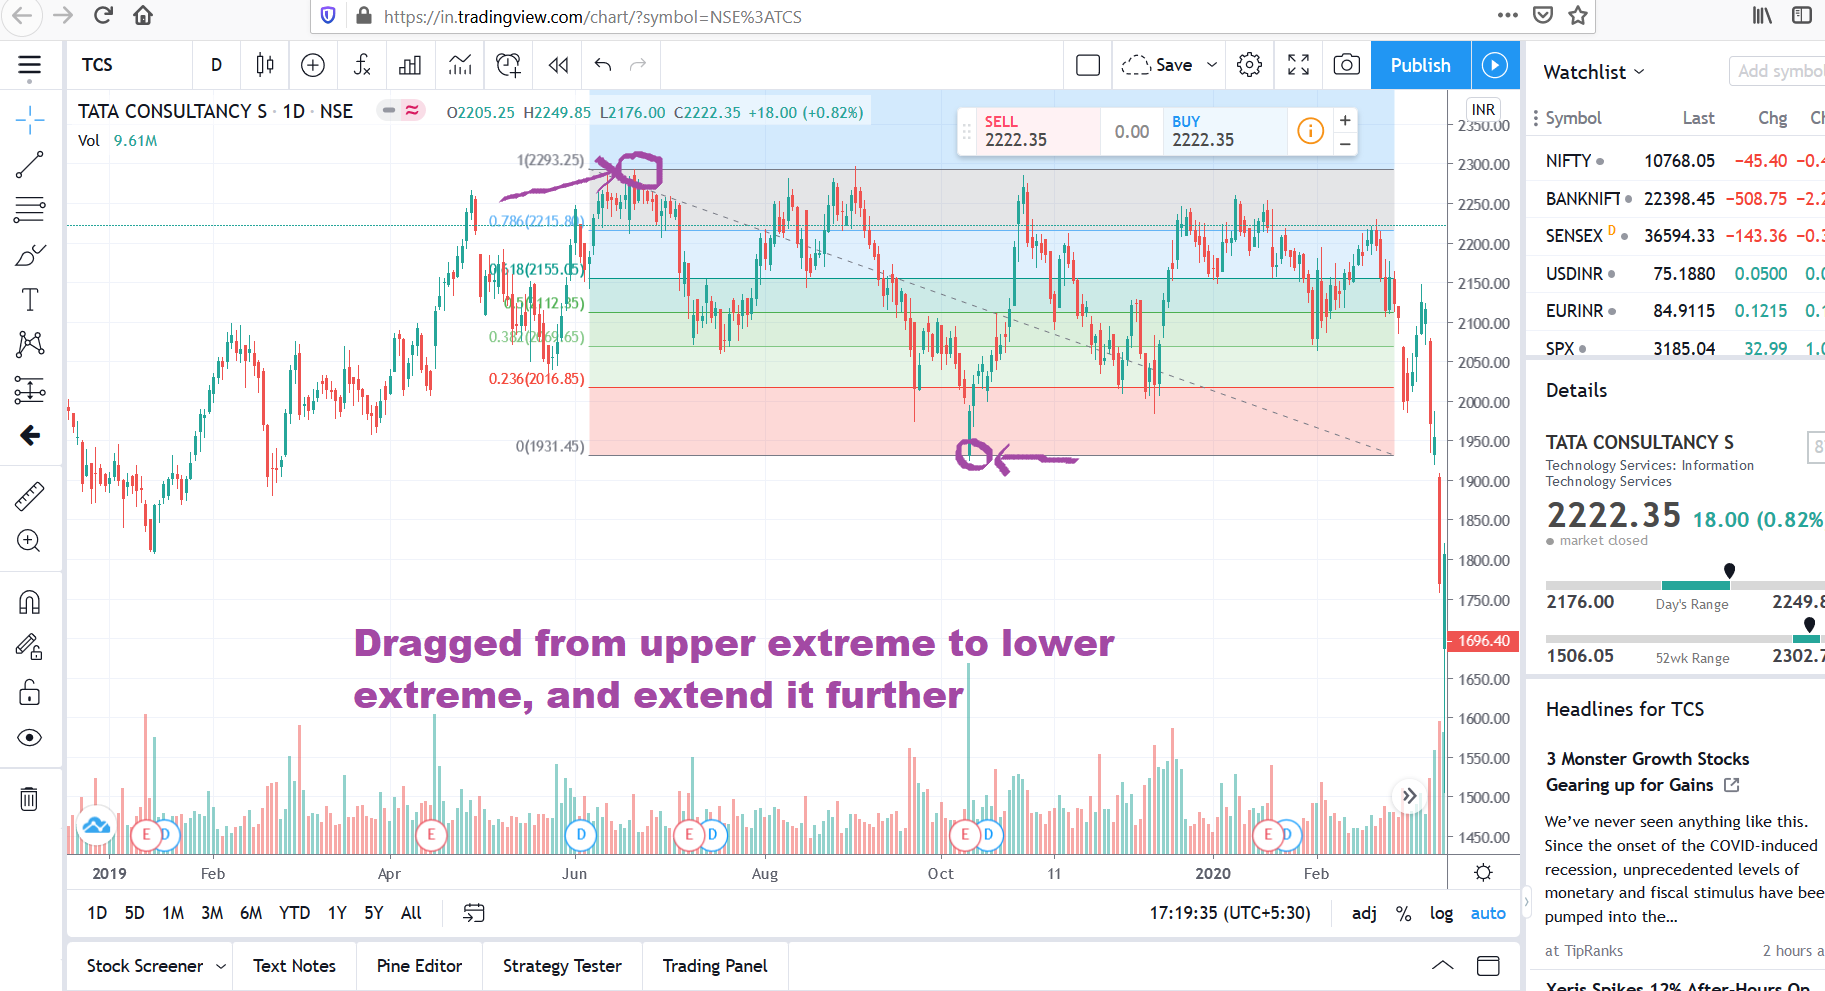 https://in.tradingview.com/chart/?symbol=NSE%3ATCS
TCS
D
Save
Publish
TATA CONSULTANCY S · 1D · NSE
O2205.25 H2249.85 L2176.00 C2222.35 +18.00 (+0.82%)
Vol 9.61M
SELL
2222.35
0.00
BUY
2222.35
INR
1(2293.25)
0.786(2215.80)
0.618(2155.05)
0.5(2112.35)
0.382(2069.65)
0.236(2016.85)
0(1931.45)
2350.00
2300.00
2250.00
2200.00
2150.00
2100.00
2050.00
2000.00
1950.00
1900.00
1850.00
1800.00
1750.00
1700.00
1696.40
1650.00
1600.00
1550.00
1500.00
1450.00
Dragged from upper extreme to lower
extreme, and extend it further
E D E D E D E D E D
2019 Feb Apr Jun Aug Oct 11 2020 Feb
1D 5D 1M 3M 6M YTD 1Y 5Y All
17:19:35 (UTC+5:30) adj % log auto
Stock Screener Text Notes Pine Editor Strategy Tester Trading Panel
Watchlist
Add symbol
Symbol Last Chg
NIFTY 10768.05 −45.40
BANKNIFT 22398.45 −508.75
SENSEX D 36594.33 −143.36
USDINR 75.1880 0.0500
EURINR 84.9115 0.1215
SPX 3185.04 32.99
Details
TATA CONSULTANCY S
Technology Services: Information
Technology Services
2222.35 18.00 (0.82%
market closed
2176.00 Day's Range 2249.8
1506.05 52wk Range 2302.7
Headlines for TCS
3 Monster Growth Stocks
Gearing up for Gains
We've never seen anything like this.
Since the onset of the COVID-induced
recession, unprecedented levels of
monetary and fiscal stimulus have been
pumped into the…
at TipRanks 2 hours a
Xeris Spikes 12% After-Hours On